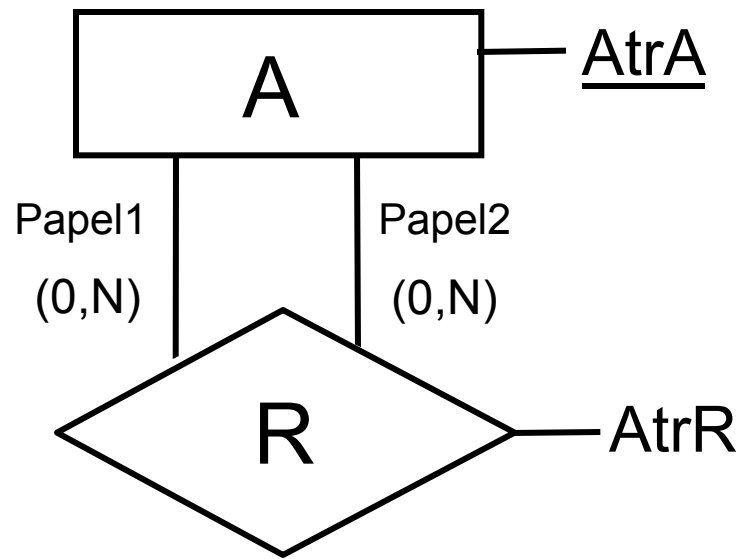 A
AtrA
Papel1
Papel2
(0,N)
(0,N)
R
AtrR